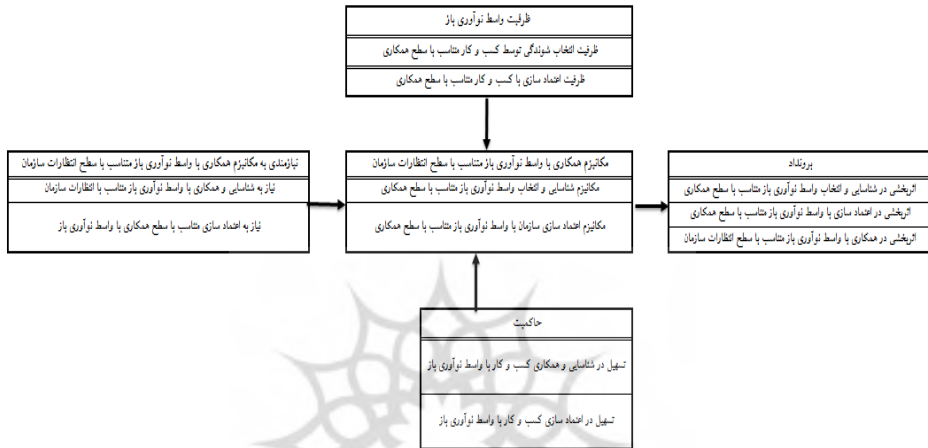 ظرفیت واسط نوآوری باز
ظرفیت انتخاب شوندگی توسط کسب و کار متناسب با سطح همکاری
ظرفیت اعتماد سازی با کسب و کار متناسب با سطح همکاری
نیازمندی به مکانیزم همکاری با واسط نوآوری باز متناسب با سطح انتظارات سازمان
نیاز به شناسایی و همکاری با واسط نوآوری باز متناسب با انتظارات سازمان
نیاز به اعتماد سازی متناسب با سطح همکاری با واسط نوآوری باز
مکانیزم همکاری با واسط نوآوری باز متناسب با سطح انتظارات سازمان
مکانیزم شناسایی و انتخاب واسط نوآوری باز متناسب با سطح همکاری
مکانیزم اعتماد سازی سازمان با واسط نوآوری باز متناسب با سطح همکاری
برونداد
اثربخشی در شناسایی و انتخاب واسط نوآوری باز متناسب با سطح همکاری
اثربخشی در اعتماد سازی با واسط نوآوری باز متناسب با سطح همکاری
اثربخشی در همکاری با واسط نوآوری باز متناسب با سطح انتظارات سازمان
حاکمیت
تسهیل در شناسایی و همکاری کسب و کار با واسط نوآوری باز
تسهیل در اعتماد سازی کسب و کار با واسط نوآوری باز